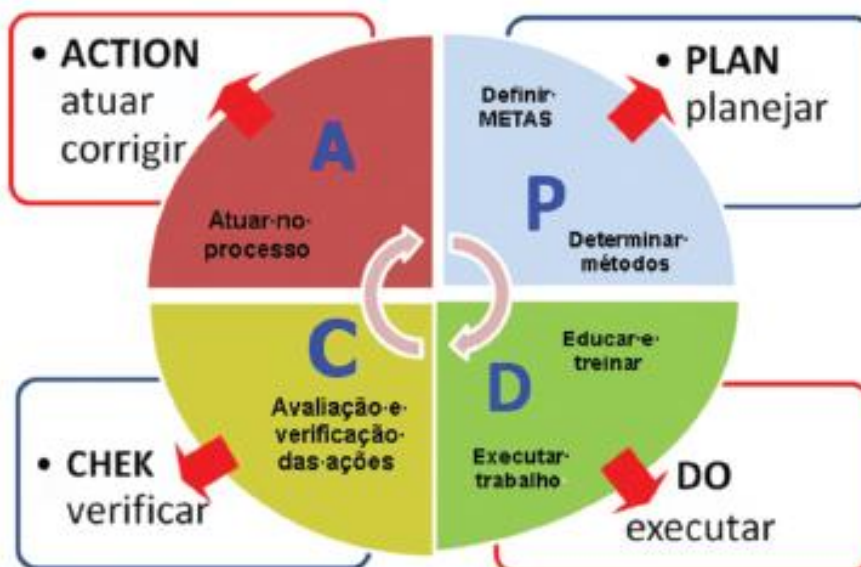 • ACTION
atuar
corrigir
A
Atuar·no·
processo
Definir·
METAS
P
Determinar·
métodos
• PLAN
planejar
C
Avaliação·e·
verificação·
das·ações
• CHEK
verificar
Educar·e·
treinar
D
Executar·
trabalho
• DO
executar